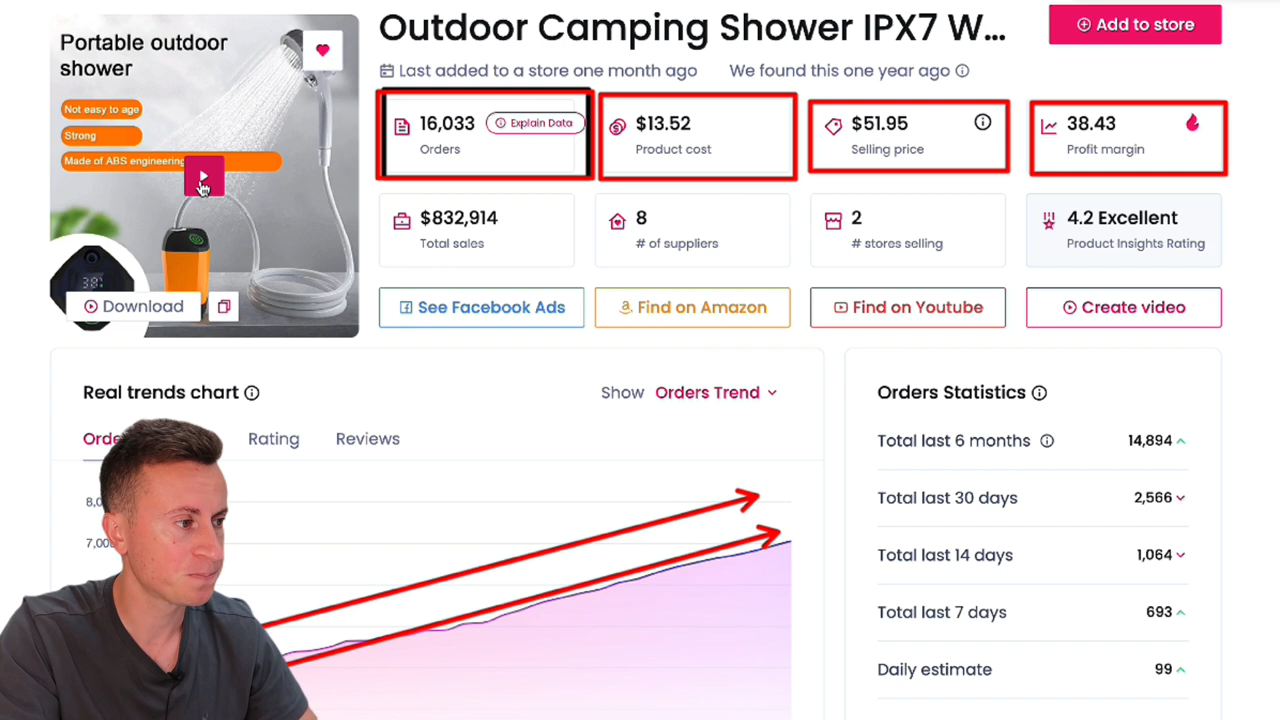 Portable outdoor
shower
Not easy to age
Strong
Made of ABS engineering
Download
Outdoor Camping Shower IPX7 W...
Add to store
Last added to a store one month ago
We found this one year ago
16,033
Explain Data
Orders
$13.52
Product cost
$51.95
Selling price
38.43
Profit margin
$832,914
Total sales
8
# of suppliers
2
# stores selling
4.2 Excellent
Product Insights Rating
See Facebook Ads
Find on Amazon
Find on Youtube
Create video
Real trends chart
Show Orders Trend
Rating
Reviews
Orders Statistics
Total last 6 months 14,894
Total last 30 days 2,566
Total last 14 days 1,064
Total last 7 days 693
Daily estimate 99